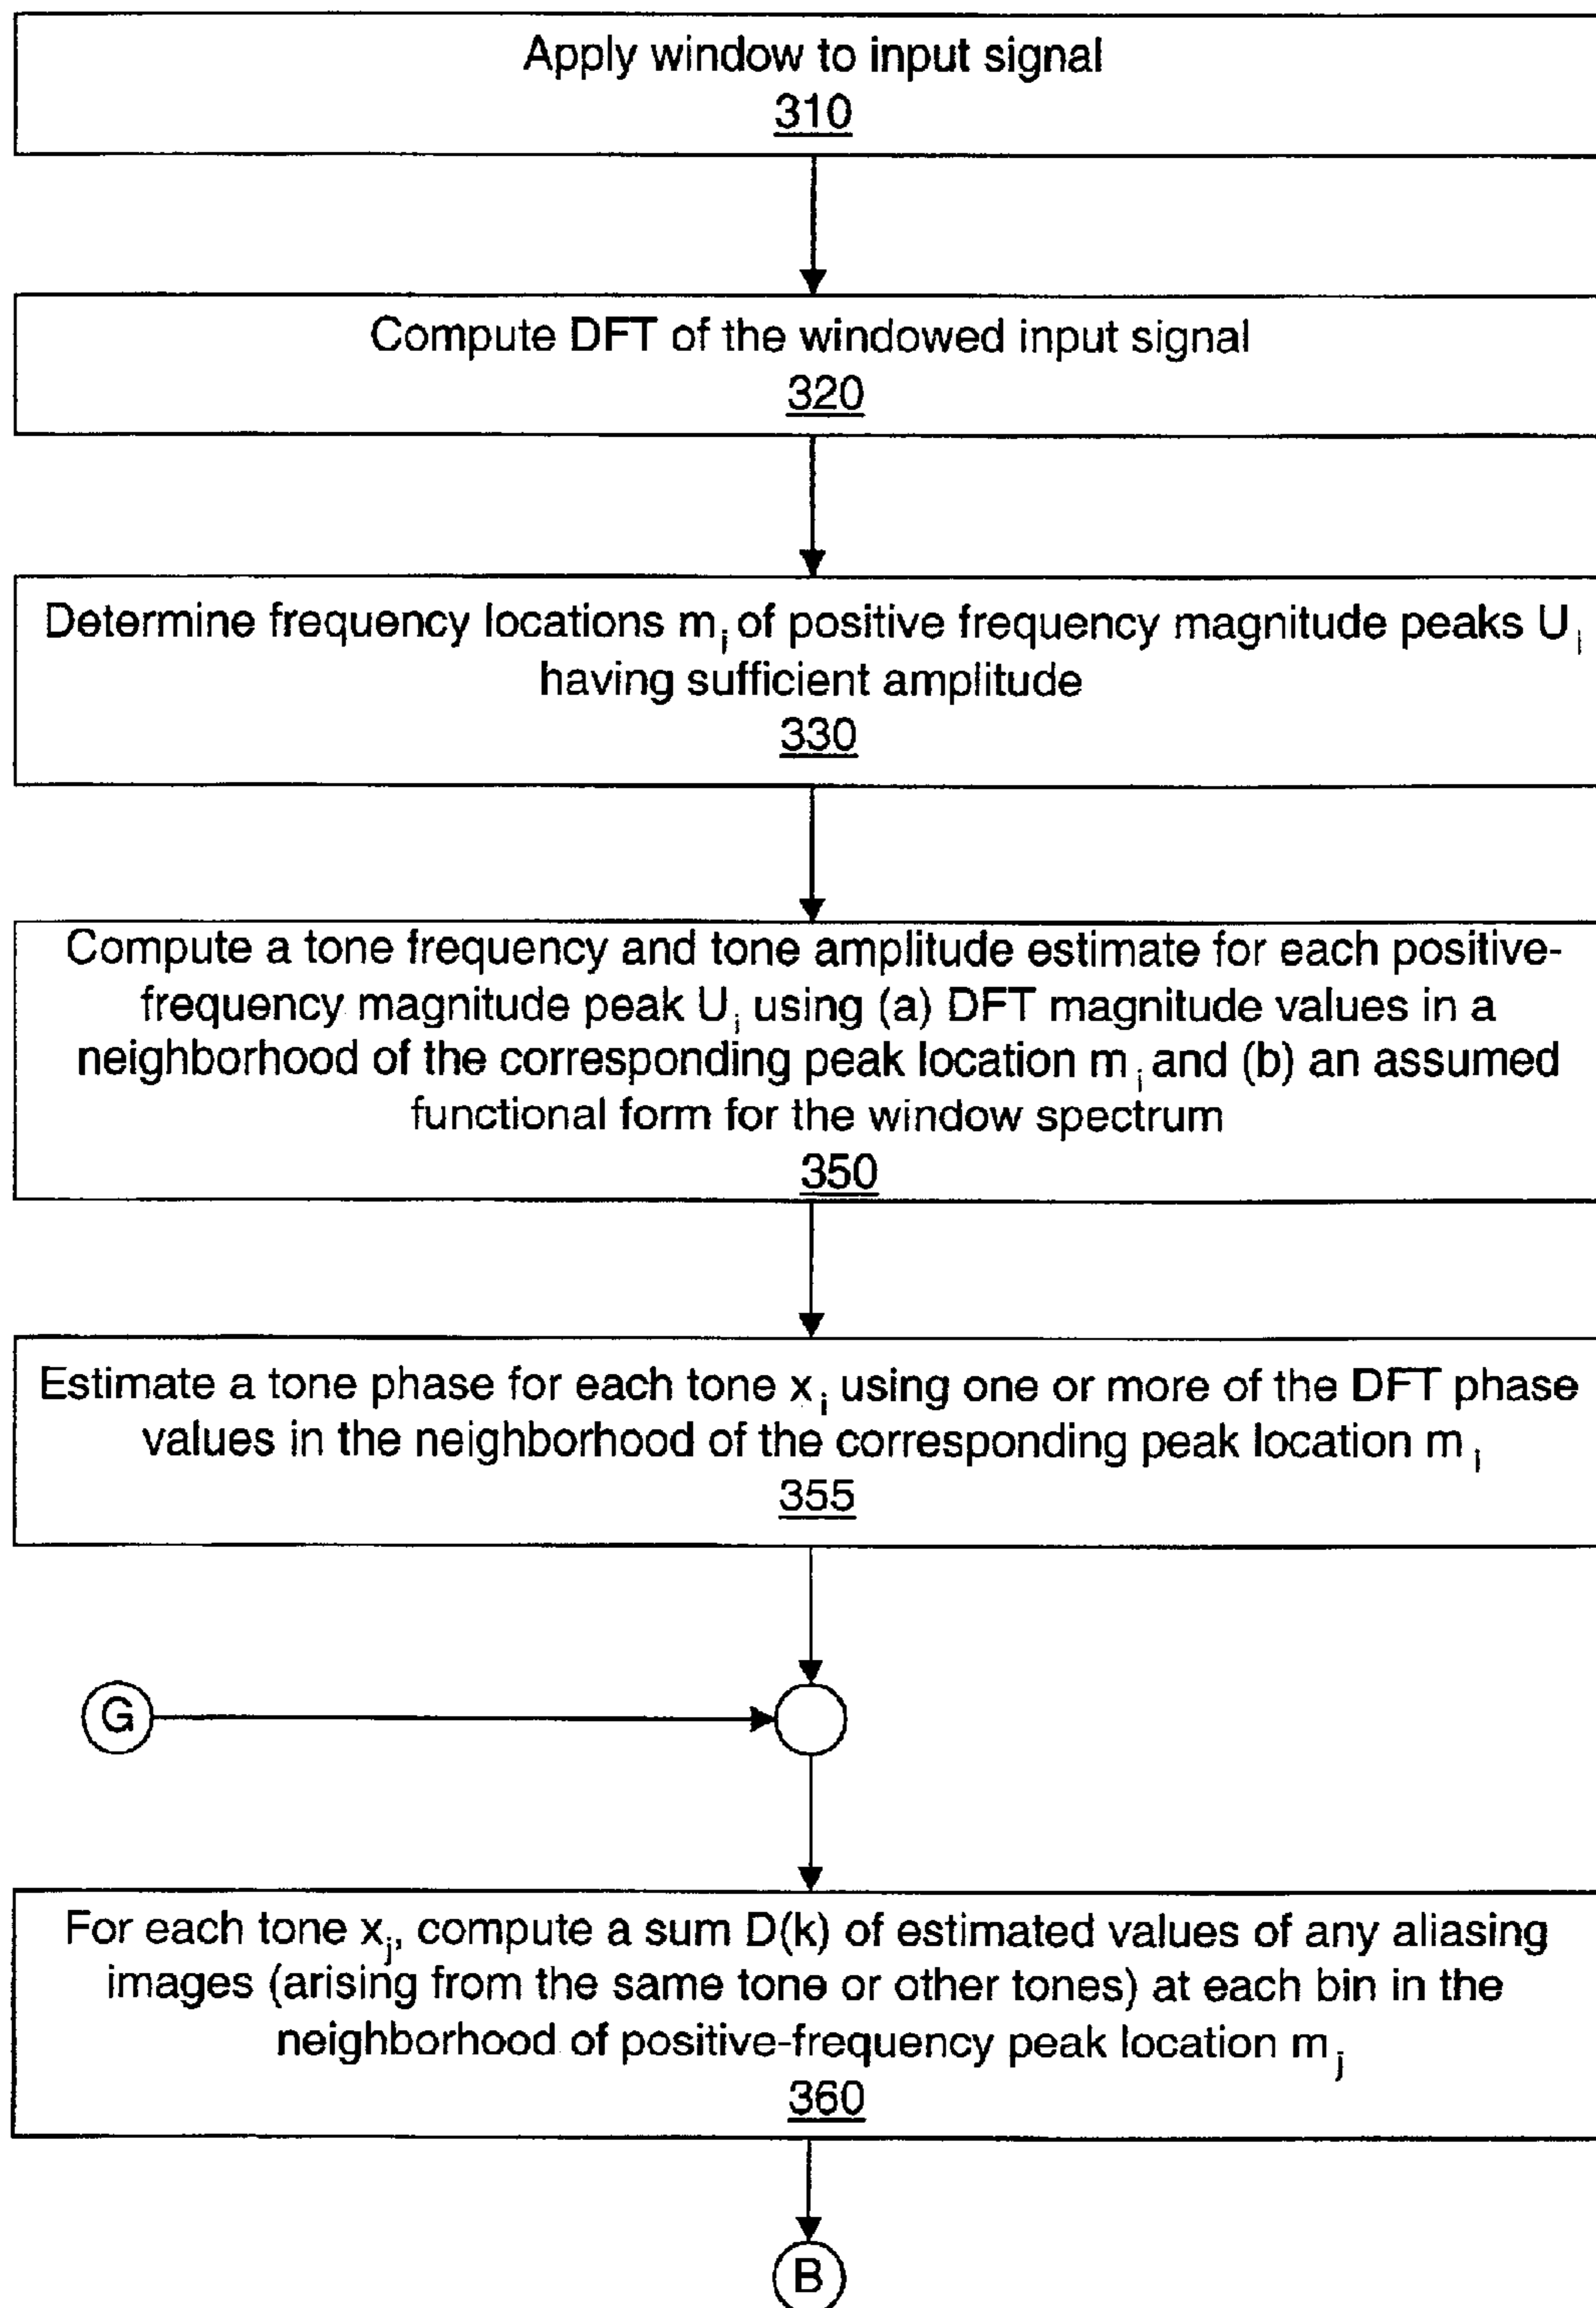 Apply window to input signal
310
Compute DFT of the windowed input signal
320
Determine frequency locations m_i of positive frequency magnitude peaks U_i
having sufficient amplitude
330
Compute a tone frequency and tone amplitude estimate for each positive-
frequency magnitude peak U_i using (a) DFT magnitude values in a
neighborhood of the corresponding peak location m_i and (b) an assumed
functional form for the window spectrum
350
Estimate a tone phase for each tone x_i using one or more of the DFT phase
values in the neighborhood of the corresponding peak location m_i
355
G
For each tone x_j, compute a sum D(k) of estimated values of any aliasing
images (arising from the same tone or other tones) at each bin in the
neighborhood of positive-frequency peak location m_j
360
B